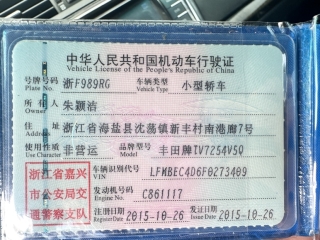 中华人民共和国机动车行驶证
Vehicle License of the People's Republic of China
号牌号码 浙F989RG 车辆类型 小型轿车
Plate No. Vehicle Type
所有人 朱颖洁
Owner
住址 浙江省海盐县沈荡镇新丰村南港廊7号
Address
使用性质 非营运 品牌型号 丰田牌TV7254V5Q
Use Character Model
浙江省嘉兴
市公安局交
通警察支队
车辆识别代号 LFMBEC4D6F0273409
VIN
发动机号码 C861117
Engine No.
注册日期 2015-10-26 发证日期 2015-10-26
Register Date Issue Date